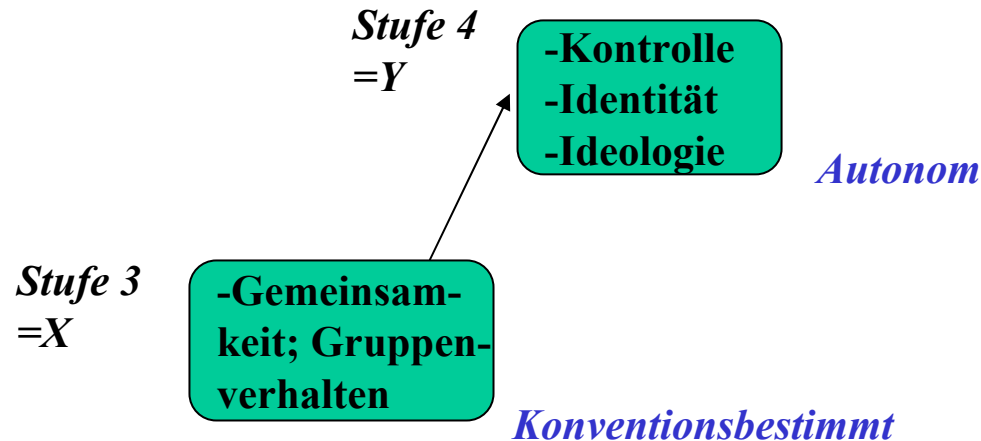 Stufe 4
=Y
-Kontrolle
-Identität
-Ideologie
Autonom
Stufe 3
=X
-Gemeinsam-
keit; Gruppen-
verhalten
Konventionsbestimmt